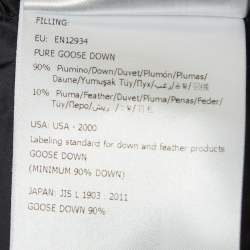 FILLING:
EU: EN12934
PURE GOOSE DOWN
90% Piumino/Down/Duvet/Plumón/Plumas/
Daune/Yumuşak Tüy/Пух/زغب/
10% Piuma/Feather/Duvet/Pluma/Penas/Feder/
Tüy/Перо/ريش/
USA: USA - 2000
Labeling standard for down and feather products
GOOSE DOWN
(MINIMUM 90% DOWN)
JAPAN: JIS L 1903 : 2011
GOOSE DOWN 90%